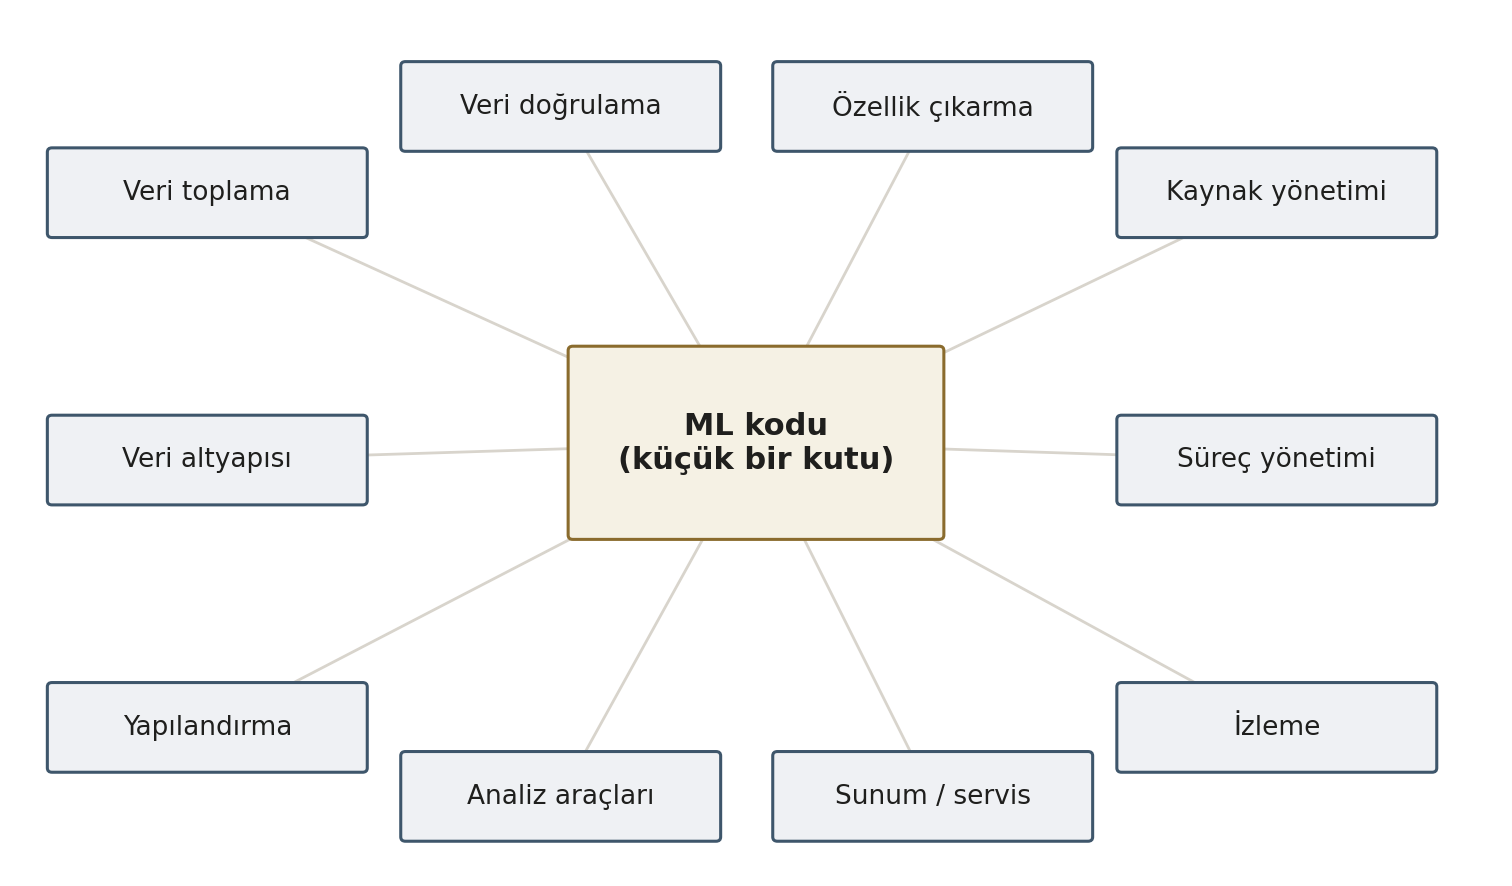 Veri doğrulama
Özellik çıkarma
Veri toplama
Kaynak yönetimi
ML kodu
(küçük bir kutu)
Veri altyapısı
Süreç yönetimi
Yapılandırma
İzleme
Analiz araçları
Sunum / servis